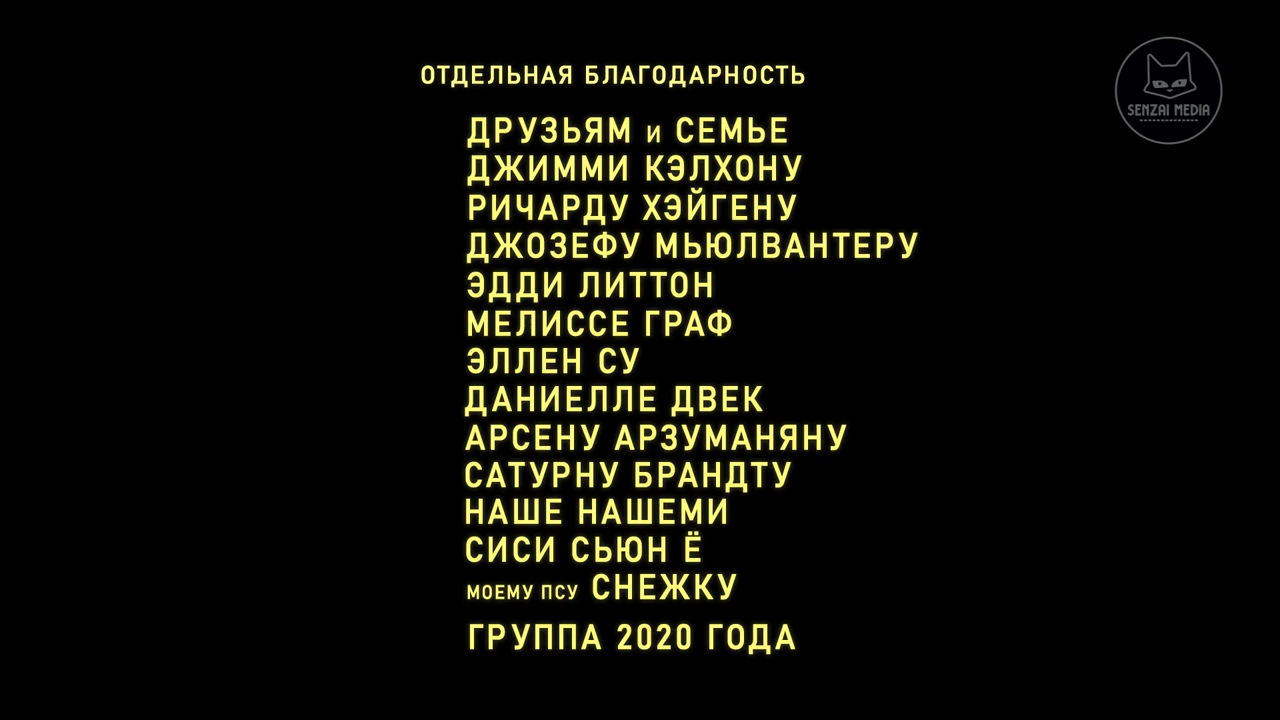 ОТДЕЛЬНАЯ БЛАГОДАРНОСТЬ
SENZAI MEDIA
ДРУЗЬЯМ и СЕМЬЕ
ДЖИММИ КЭЛХОНУ
РИЧАРДУ ХЭЙГЕНУ
ДЖОЗЕФУ МЬЮЛВАНТЕРУ
ЭДДИ ЛИТТОН
МЕЛИССЕ ГРАФ
ЭЛЛЕН СУ
ДАНИЕЛЛЕ ДВЕК
АРСЕНУ АРЗУМАНЯНУ
САТУРНУ БРАНДТУ
НАШЕ НАШЕМИ
СИСИ СЬЮН Ё
МОЕМУ ПСУ СНЕЖКУ
ГРУППА 2020 ГОДА